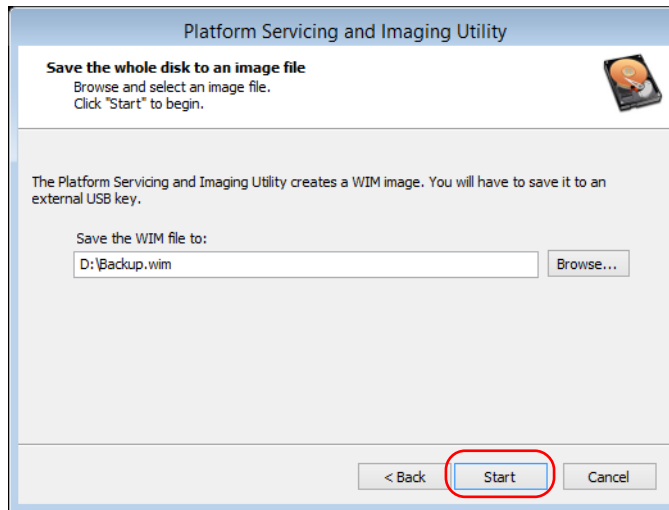 Platform Servicing and Imaging Utility
Save the whole disk to an image file
Browse and select an image file.
Click "Start" to begin.
The Platform Servicing and Imaging Utility creates a WIM image. You will have to save it to an
external USB key.
Save the WIM file to:
D:\Backup.wim
Browse...
< Back
Start
Cancel